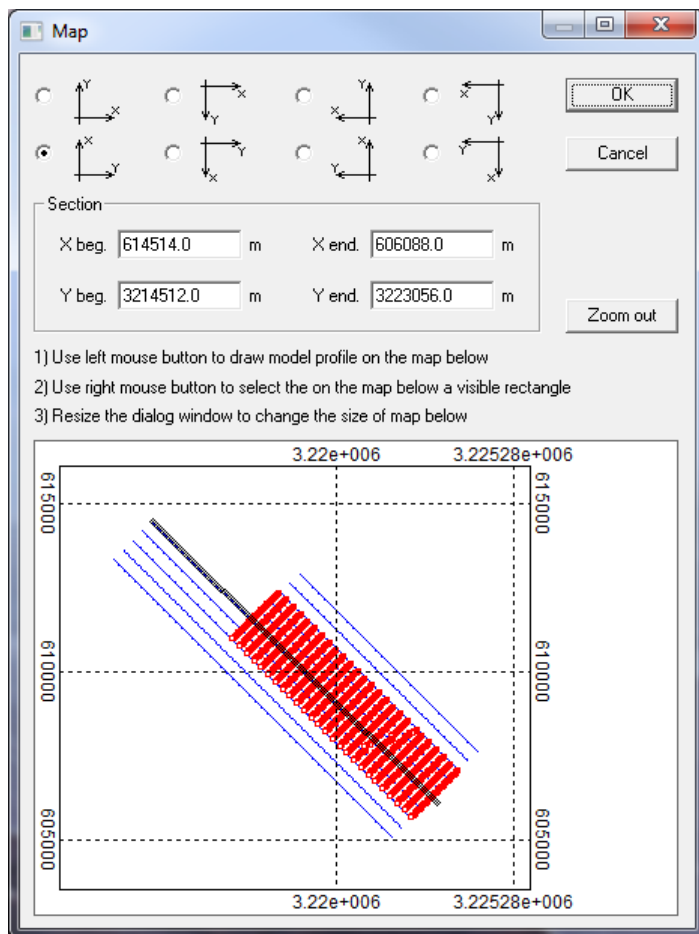 Map
Y X X Y Y X X Y
OK
X Y Y X X Y Y X
Cancel
Section
X beg. 614514.0 m X end. 606088.0 m
Y beg. 3214512.0 m Y end. 3223056.0 m
Zoom out
1) Use left mouse button to draw model profile on the map below
2) Use right mouse button to select the on the map below a visible rectangle
3) Resize the dialog window to change the size of map below
3.22e+006 3.22528e+006
615000 615000
610000 610000
605000 605000
3.22e+006 3.22528e+006